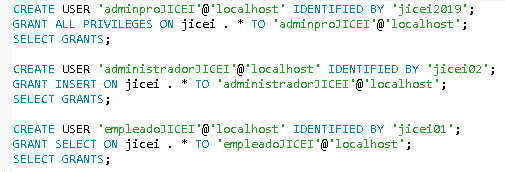 CREATE USER 'adminproJICEI'@'localhost' IDENTIFIED BY 'jicei2019';
GRANT ALL PRIVILEGES ON jicei . * TO 'adminproJICEI'@'localhost';
SELECT GRANTS;
CREATE USER 'administradorJICEI'@'localhost' IDENTIFIED BY 'jicei02';
GRANT INSERT ON jicei . * TO 'administradorJICEI'@'localhost';
SELECT GRANTS;
CREATE USER 'empleadoJICEI'@'localhost' IDENTIFIED BY 'jicei01';
GRANT SELECT ON jicei . * TO 'empleadoJICEI'@'localhost';
SELECT GRANTS;